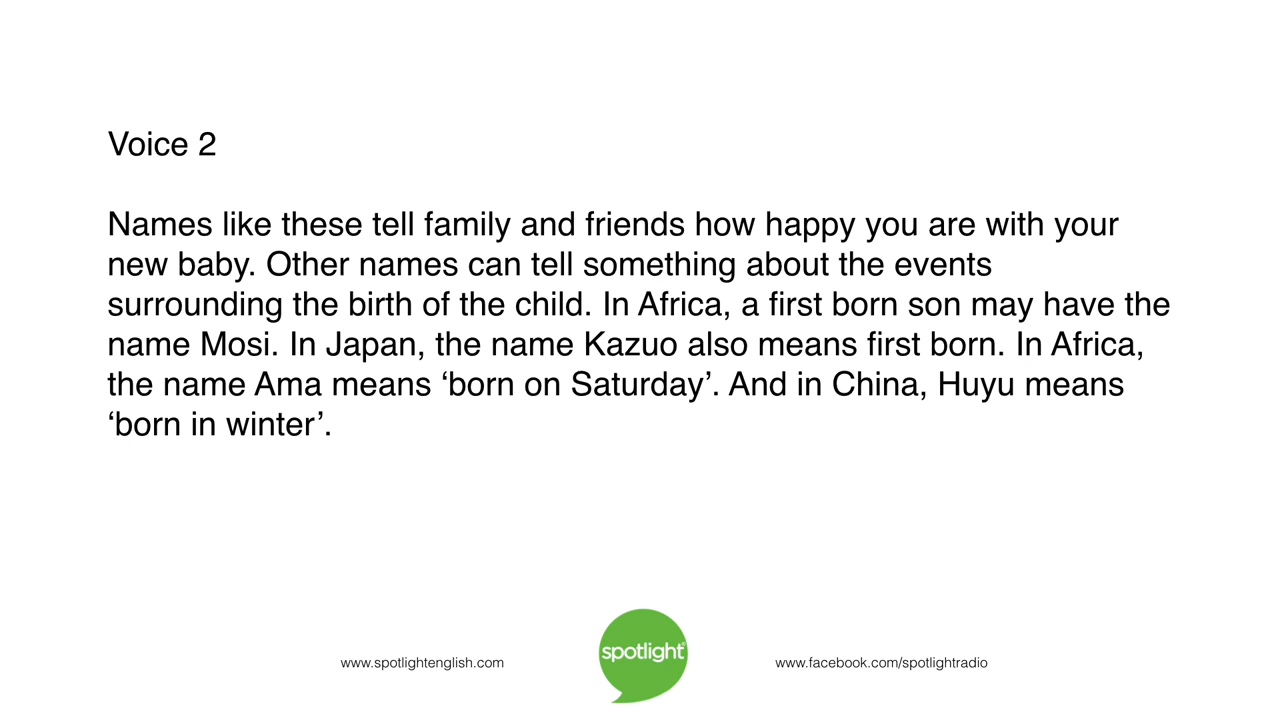 Voice 2
Names like these tell family and friends how happy you are with your
new baby. Other names can tell something about the events
surrounding the birth of the child. In Africa, a first born son may have the
name Mosi. In Japan, the name Kazuo also means first born. In Africa,
the name Ama means ‘born on Saturday’. And in China, Huyu means
‘born in winter’.
www.spotlightenglish.com
spotlight®
www.facebook.com/spotlightradio